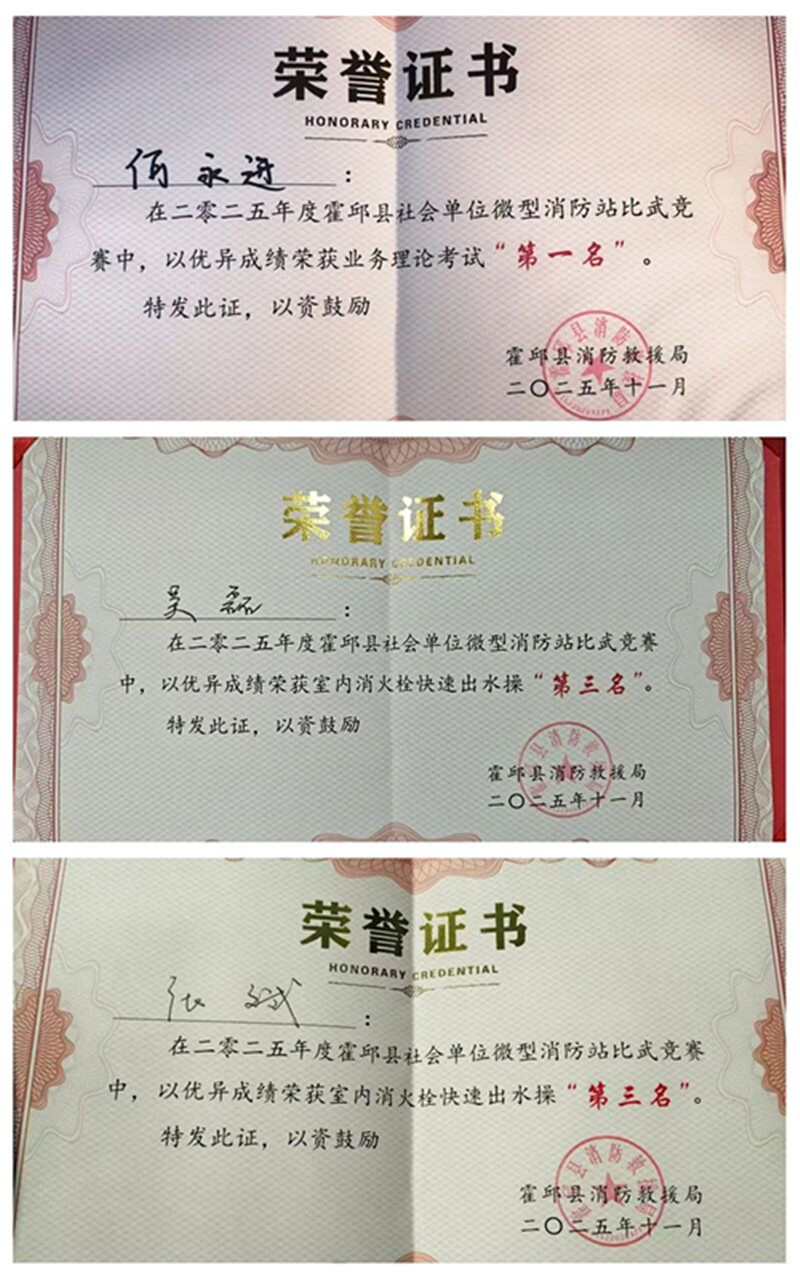 荣誉证书
HONORARY CREDENTIAL
佰永进：
在二零二五年度霍邱县社会单位微型消防站比武竞
赛中，以优异成绩荣获业务理论考试“第一名”。
特发此证，以资鼓励
霍邱县消防救援局
二〇二五年十一月
荣誉证书
HONORARY CREDENTIAL
吴磊：
在二零二五年度霍邱县社会单位微型消防站比武竞赛
中，以优异成绩荣获室内消火栓快速出水操“第三名”。
特发此证，以资鼓励
霍邱县消防救援局
二〇二五年十一月
荣誉证书
HONORARY CREDENTIAL
张斌：
在二零二五年度霍邱县社会单位微型消防站比武竞赛
中，以优异成绩荣获室内消火栓快速出水操“第三名”。
特发此证，以资鼓励
霍邱县消防救援局
二〇二五年十一月